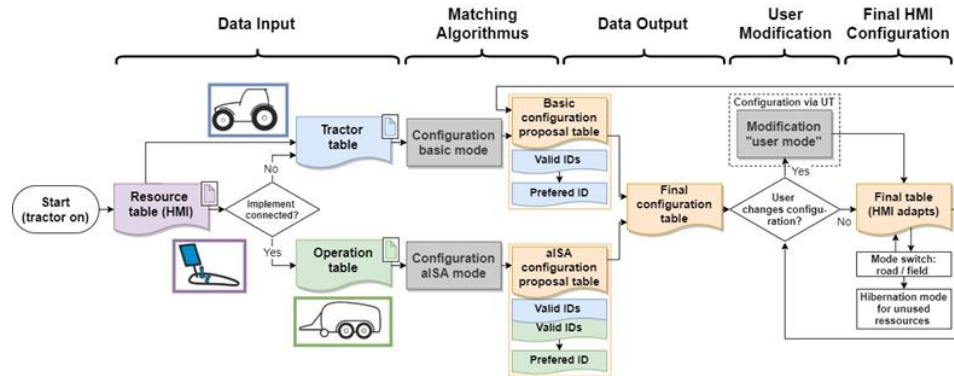 Data Input
Matching
Algorithmus
Data Output
User
Modification
Final HMI
Configuration
Start
(tractor on)
Resource
table (HMI)
Implement
connected?
No
Yes
Tractor
table
Operation
table
Configuration
basic mode
Configuration
aISA mode
Basic
configuration
proposal table
Valid IDs
Prefered ID
aISA
configuration
proposal table
Valid IDs
Valid IDs
Prefered ID
Final
configuration
table
Configuration via UT
Modification
"user mode"
Yes
User
changes configu-
ration?
No
Final table
(HMI adapts)
Mode switch:
road / field
Hibernation mode
for unused
ressources